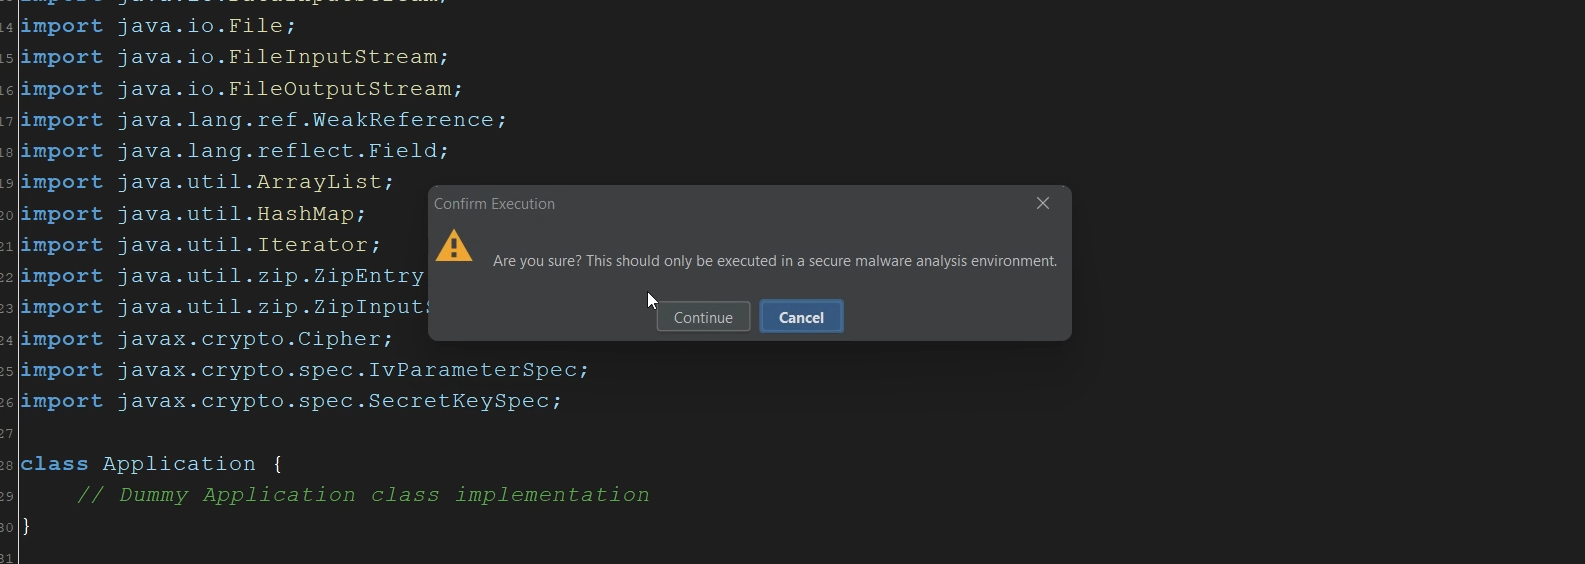 14 import java.io.File;
15 import java.io.FileInputStream;
16 import java.io.FileOutputStream;
17 import java.lang.ref.WeakReference;
18 import java.lang.reflect.Field;
19 import java.util.ArrayList;
20 import java.util.HashMap;
21 import java.util.Iterator;
22 import java.util.zip.ZipEntry
23 import java.util.zip.ZipInput
24 import javax.crypto.Cipher;
25 import javax.crypto.spec.IvParameterSpec;
26 import javax.crypto.spec.SecretKeySpec;
27
28 class Application {
29 // Dummy Application class implementation
30 }
31
Confirm Execution
Are you sure? This should only be executed in a secure malware analysis environment.
Continue Cancel